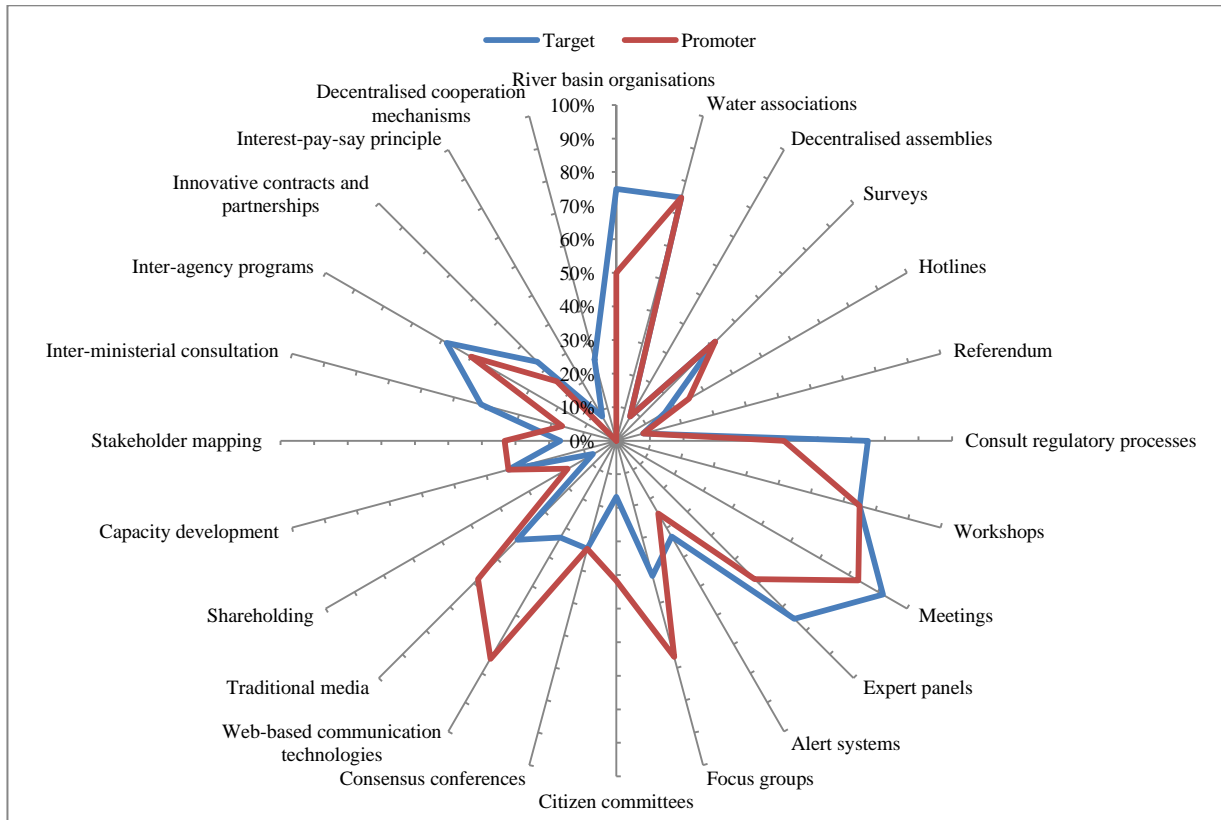 Target
Promoter
River basin organisations
Water associations
Decentralised assemblies
Surveys
Hotlines
Referendum
Consult regulatory processes
Workshops
Meetings
Expert panels
Alert systems
Focus groups
Citizen committees
Consensus conferences
Web-based communication
technologies
Traditional media
Shareholding
Capacity development
Stakeholder mapping
Inter-ministerial consultation
Inter-agency programs
Innovative contracts and
partnerships
Interest-pay-say principle
Decentralised cooperation
mechanisms
100%
90%
80%
70%
60%
50%
40%
30%
20%
10%
0%